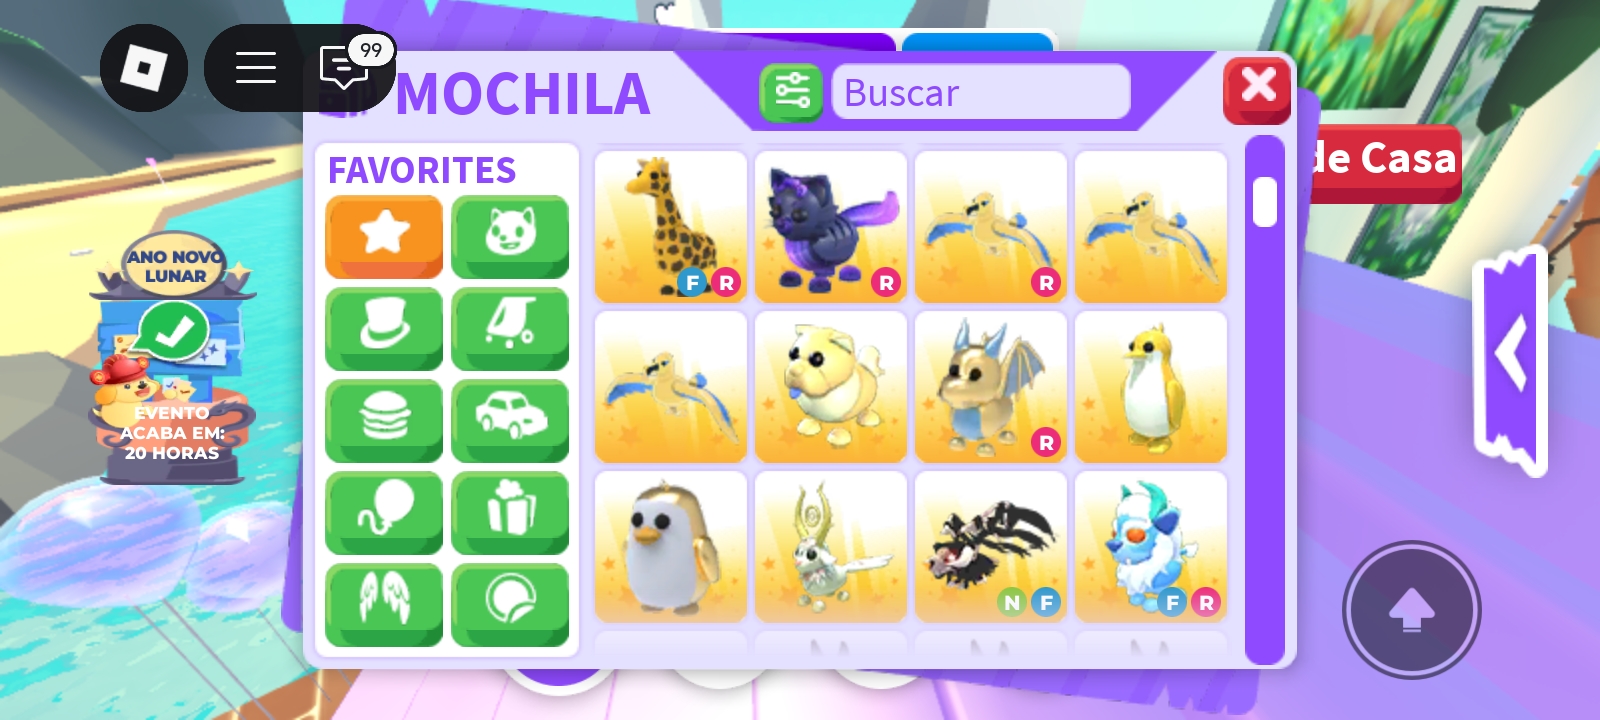 99
MOCHILA
Buscar
de Casa
FAVORITES
F R
R
R
ANO NOVO
LUNAR
R
EVENTO
ACABA EM:
20 HORAS
N F
F R